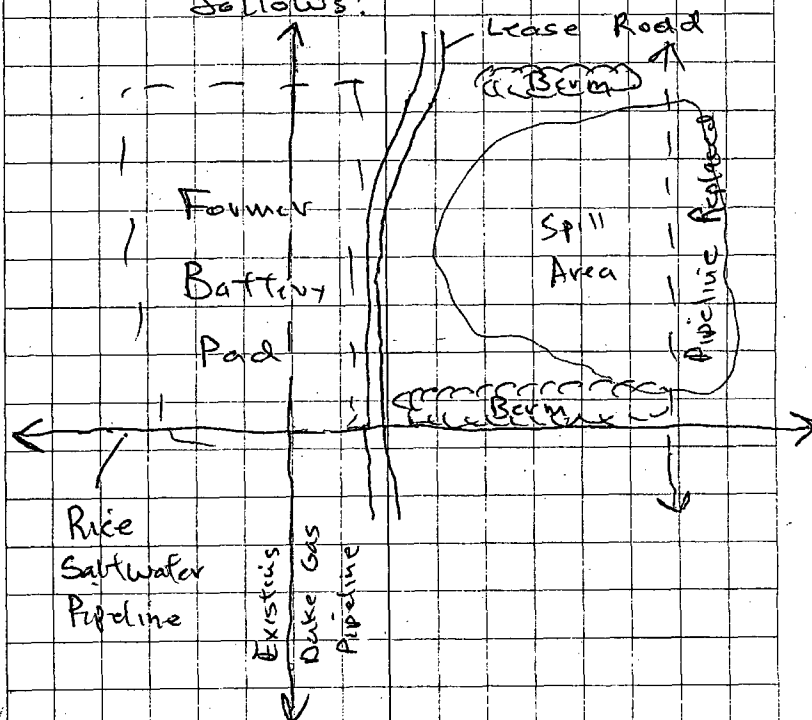 follows:
Lease Road
Berm
Former
Battery
Pad
Spill
Area
Pipeline Replaced
Berm
Rice
Saltwater
Pipeline
Existing
Duke Gas
Pipeline